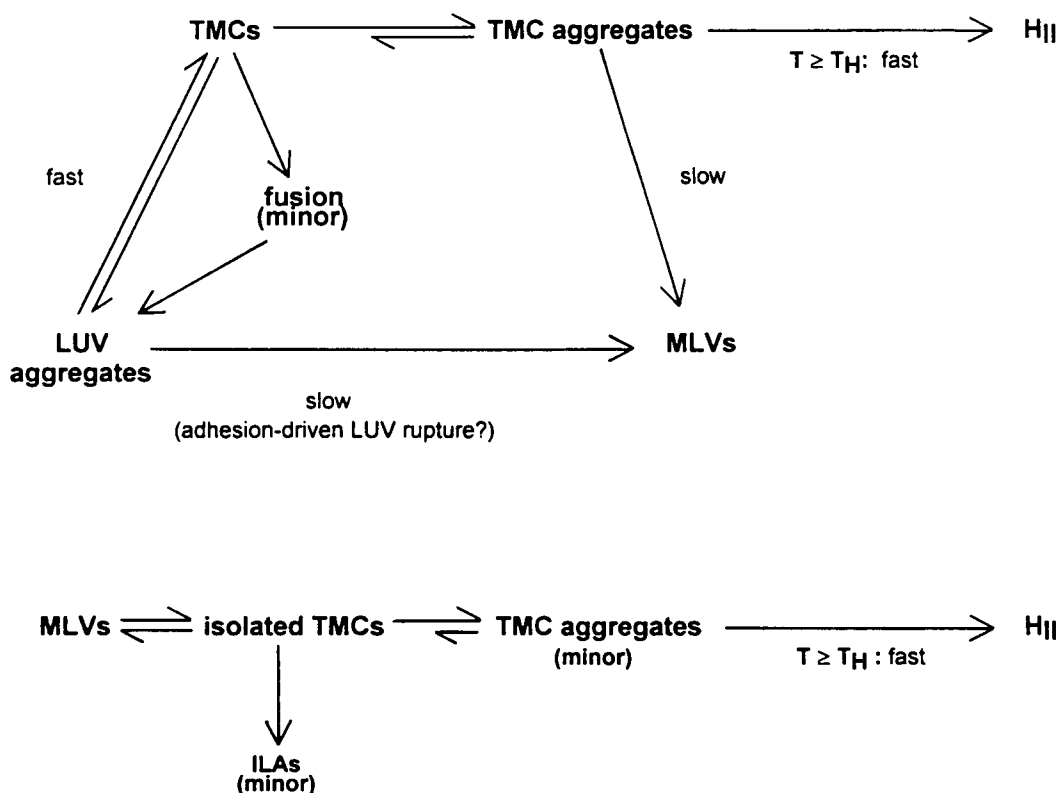 TMCs
TMC aggregates
HII
T ≥ TH: fast
fast
slow
fusion
(minor)
LUV
aggregates
MLVs
slow
(adhesion-driven LUV rupture?)
MLVs
isolated TMCs
TMC aggregates
(minor)
HII
T ≥ TH : fast
ILAs
(minor)